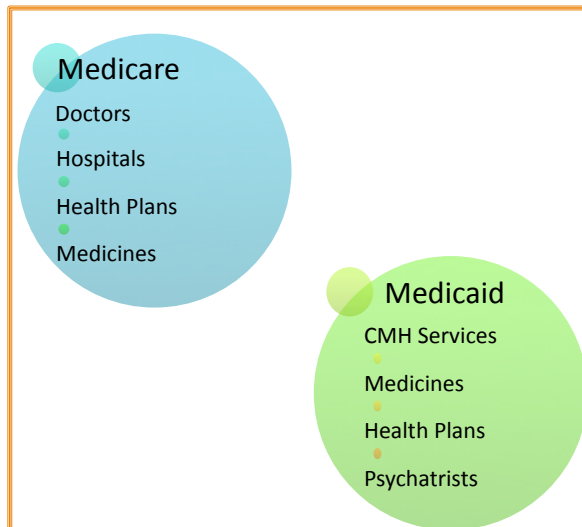 Medicare
Doctors
Hospitals
Health Plans
Medicines
Medicaid
CMH Services
Medicines
Health Plans
Psychatrists